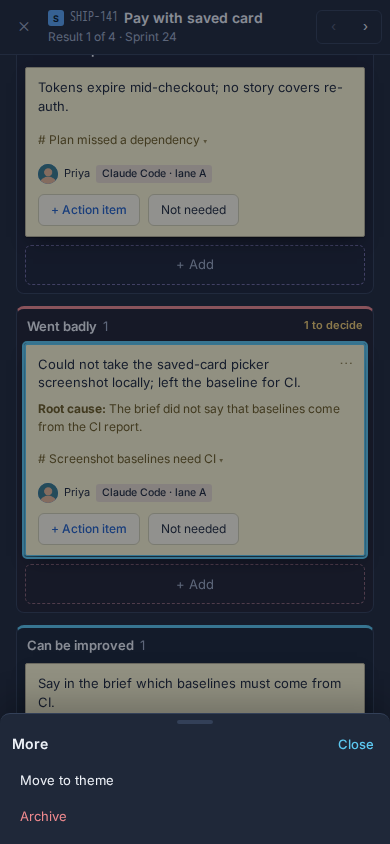 S SHIP-141 Pay with saved card
Result 1 of 4 · Sprint 24
Tokens expire mid-checkout; no story covers re-
auth.
# Plan missed a dependency
Priya Claude Code · lane A
+ Action item Not needed
+ Add
Went badly 1 1 to decide
Could not take the saved-card picker
screenshot locally; left the baseline for CI.
Root cause: The brief did not say that baselines come
from the CI report.
# Screenshot baselines need CI
Priya Claude Code · lane A
+ Action item Not needed
+ Add
Can be improved 1
Say in the brief which baselines must come from
CI.
More Close
Move to theme
Archive